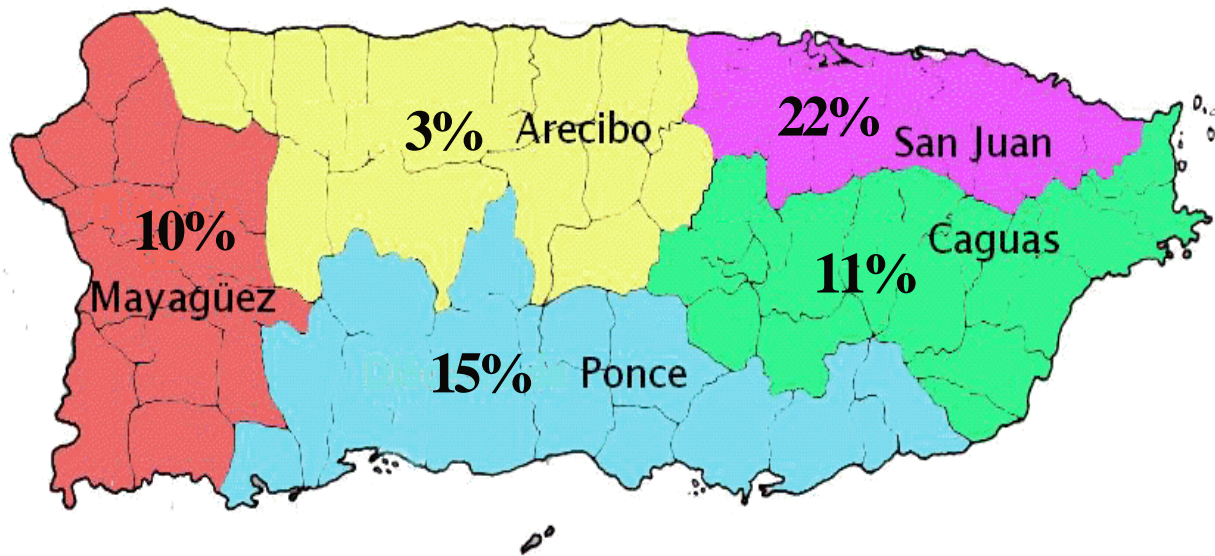 3% Arecibo
22% San Juan
10% Mayagüez
11% Caguas
15% Ponce